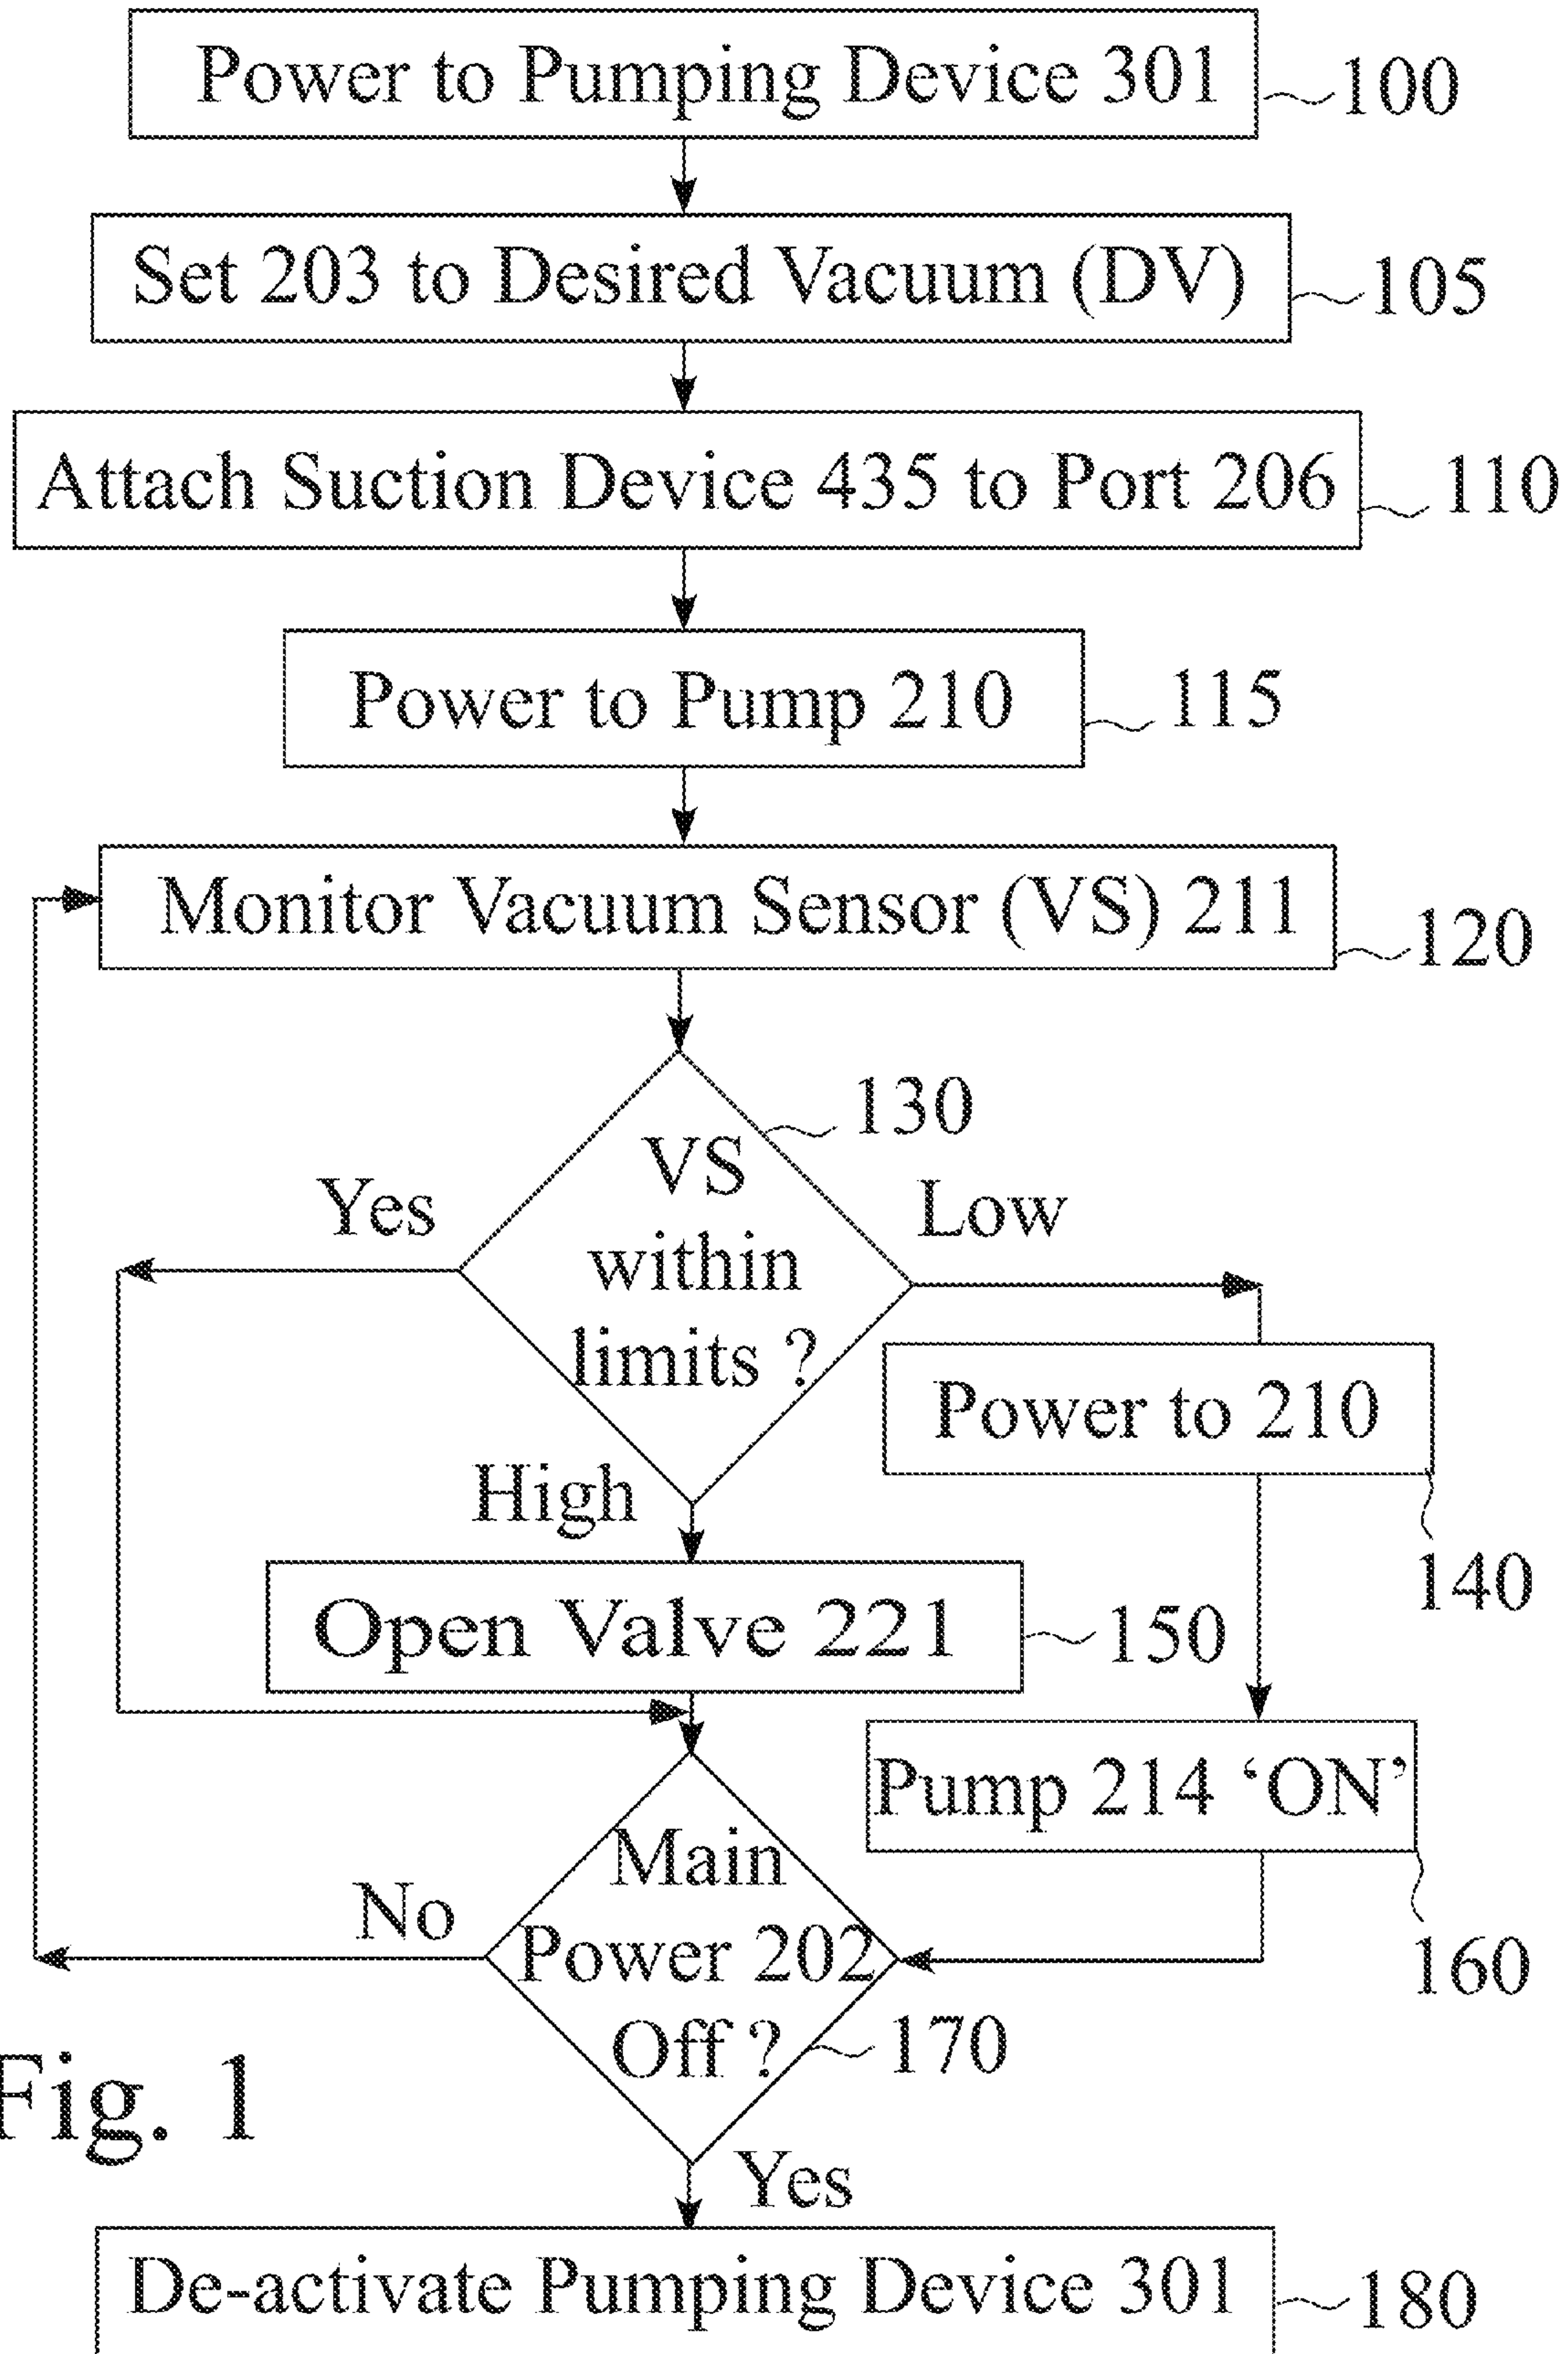 Power to Pumping Device 301
100
Set 203 to Desired Vacuum (DV)
105
Attach Suction Device 435 to Port 206
110
Power to Pump 210
115
Monitor Vacuum Sensor (VS) 211
120
130
VS
within
limits ?
Yes
Low
High
Power to 210
140
Open Valve 221
150
Pump 214 ‘ON’
160
Main
Power 202
Off ?
No
170
Yes
Fig. 1
De-activate Pumping Device 301
180